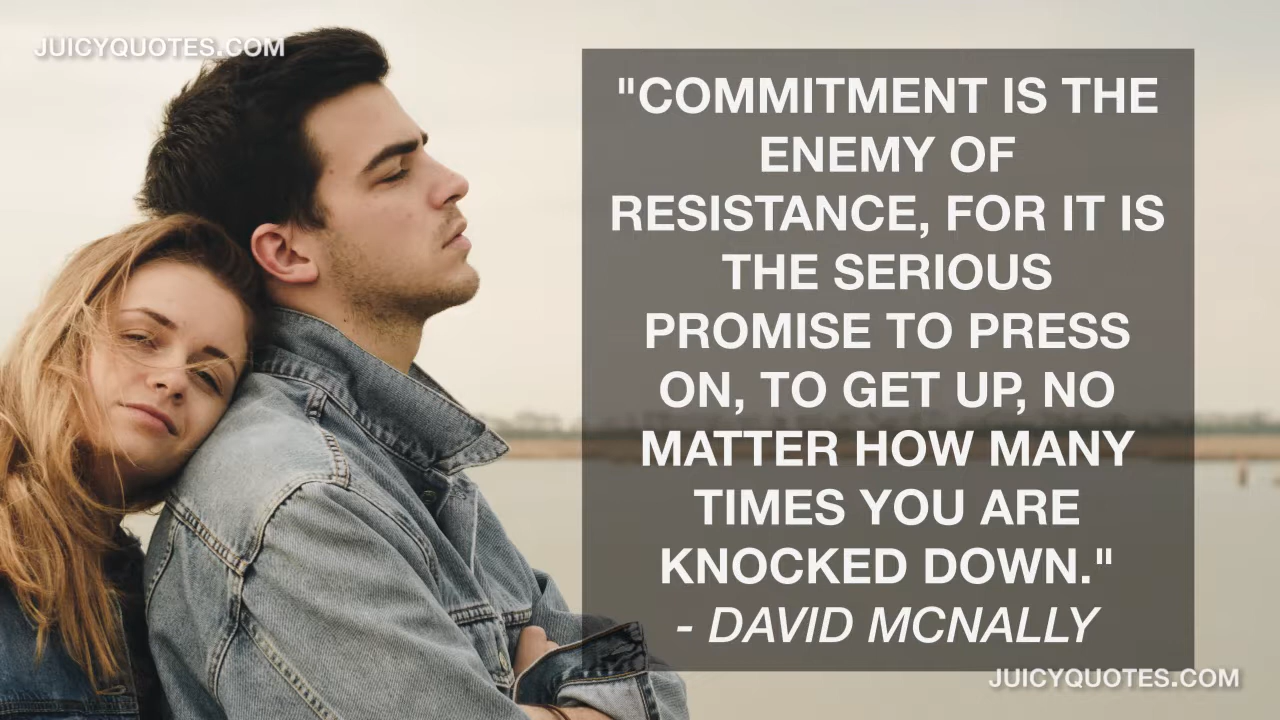 JUICYQUOTES.COM
"COMMITMENT IS THE
ENEMY OF
RESISTANCE, FOR IT IS
THE SERIOUS
PROMISE TO PRESS
ON, TO GET UP, NO
MATTER HOW MANY
TIMES YOU ARE
KNOCKED DOWN."
- DAVID MCNALLY
JUICYQUOTES.COM